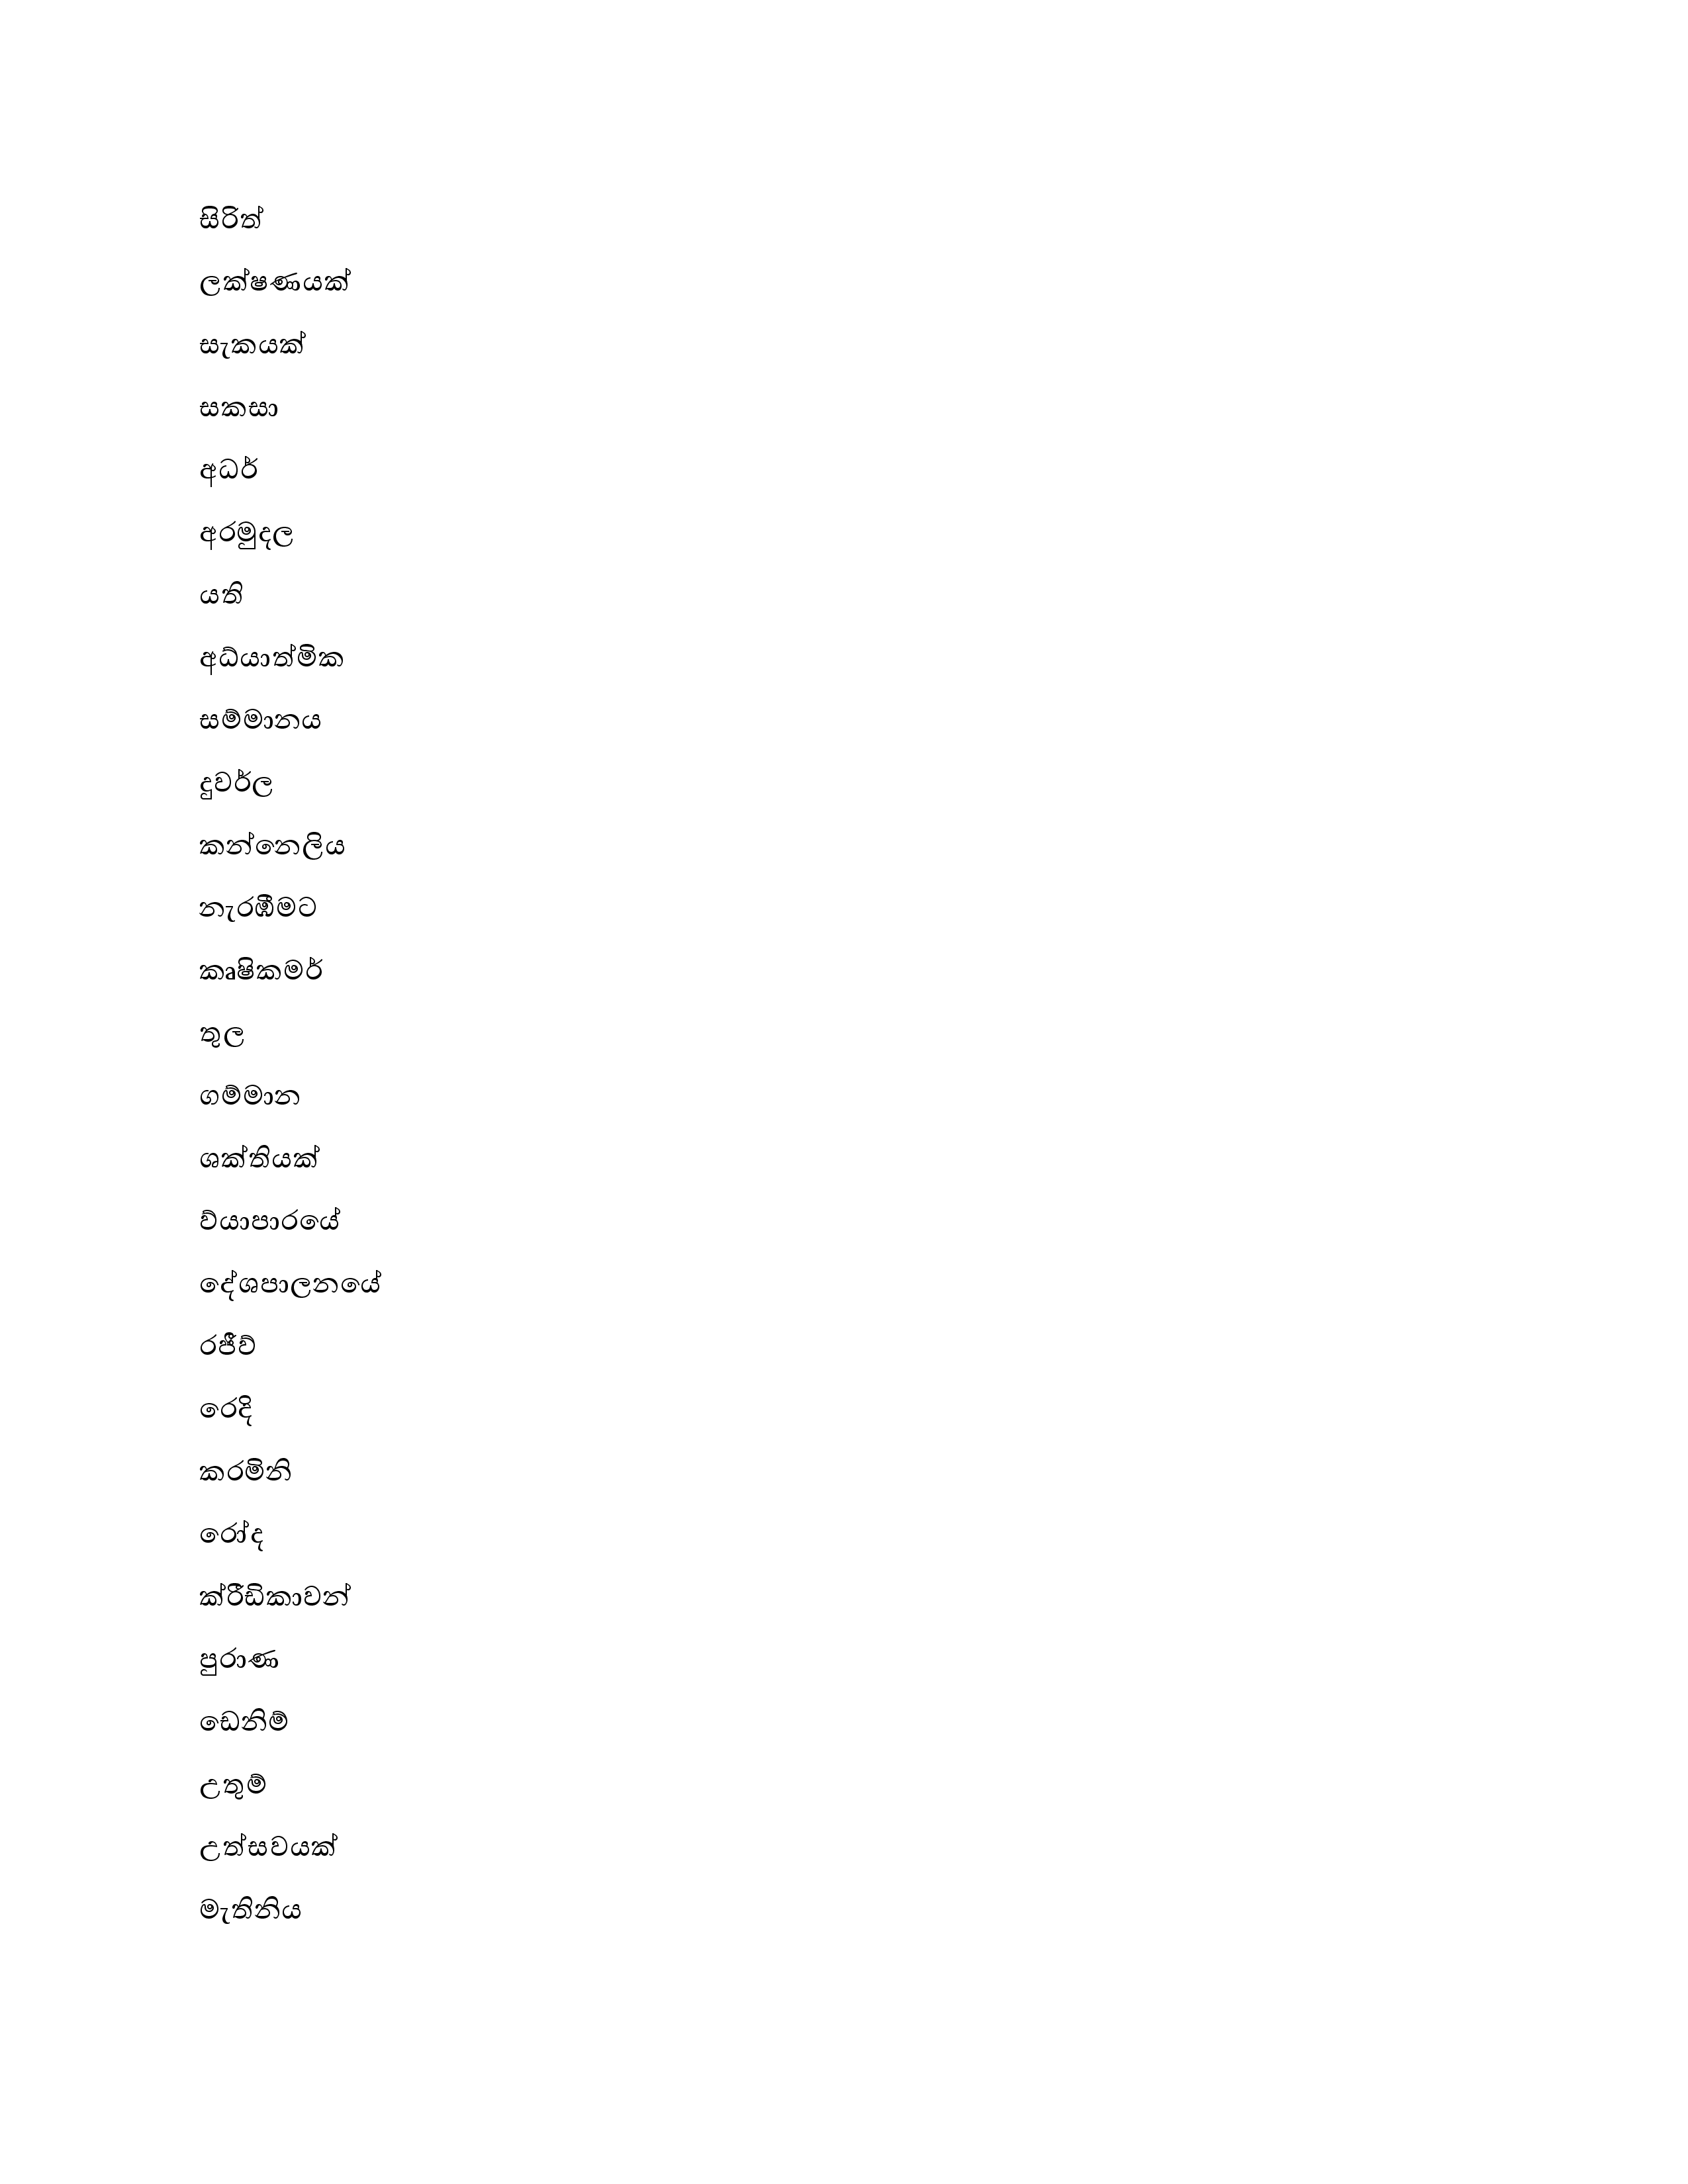 සිරිත්
ලක්ෂණයක්
සැකයක්
සකසා
අධර්
අරමුදල
යති
අධ්යාත්මික
සම්මානය
දුවර්ල
කන්නෙලිය
නැරඹීමට
කෘෂිකමර්
තුල
ගම්මාන
ශක්තියක්
ව්යාපාරයේ
දේශපාලනයේ
රජීව්
රෙදි
කරමිනි
රෝද
ක්රීඩිකාවන්
පුරාණ
ඩෙනිම්
උතුම්
උත්සවයක්
මැතිනිය